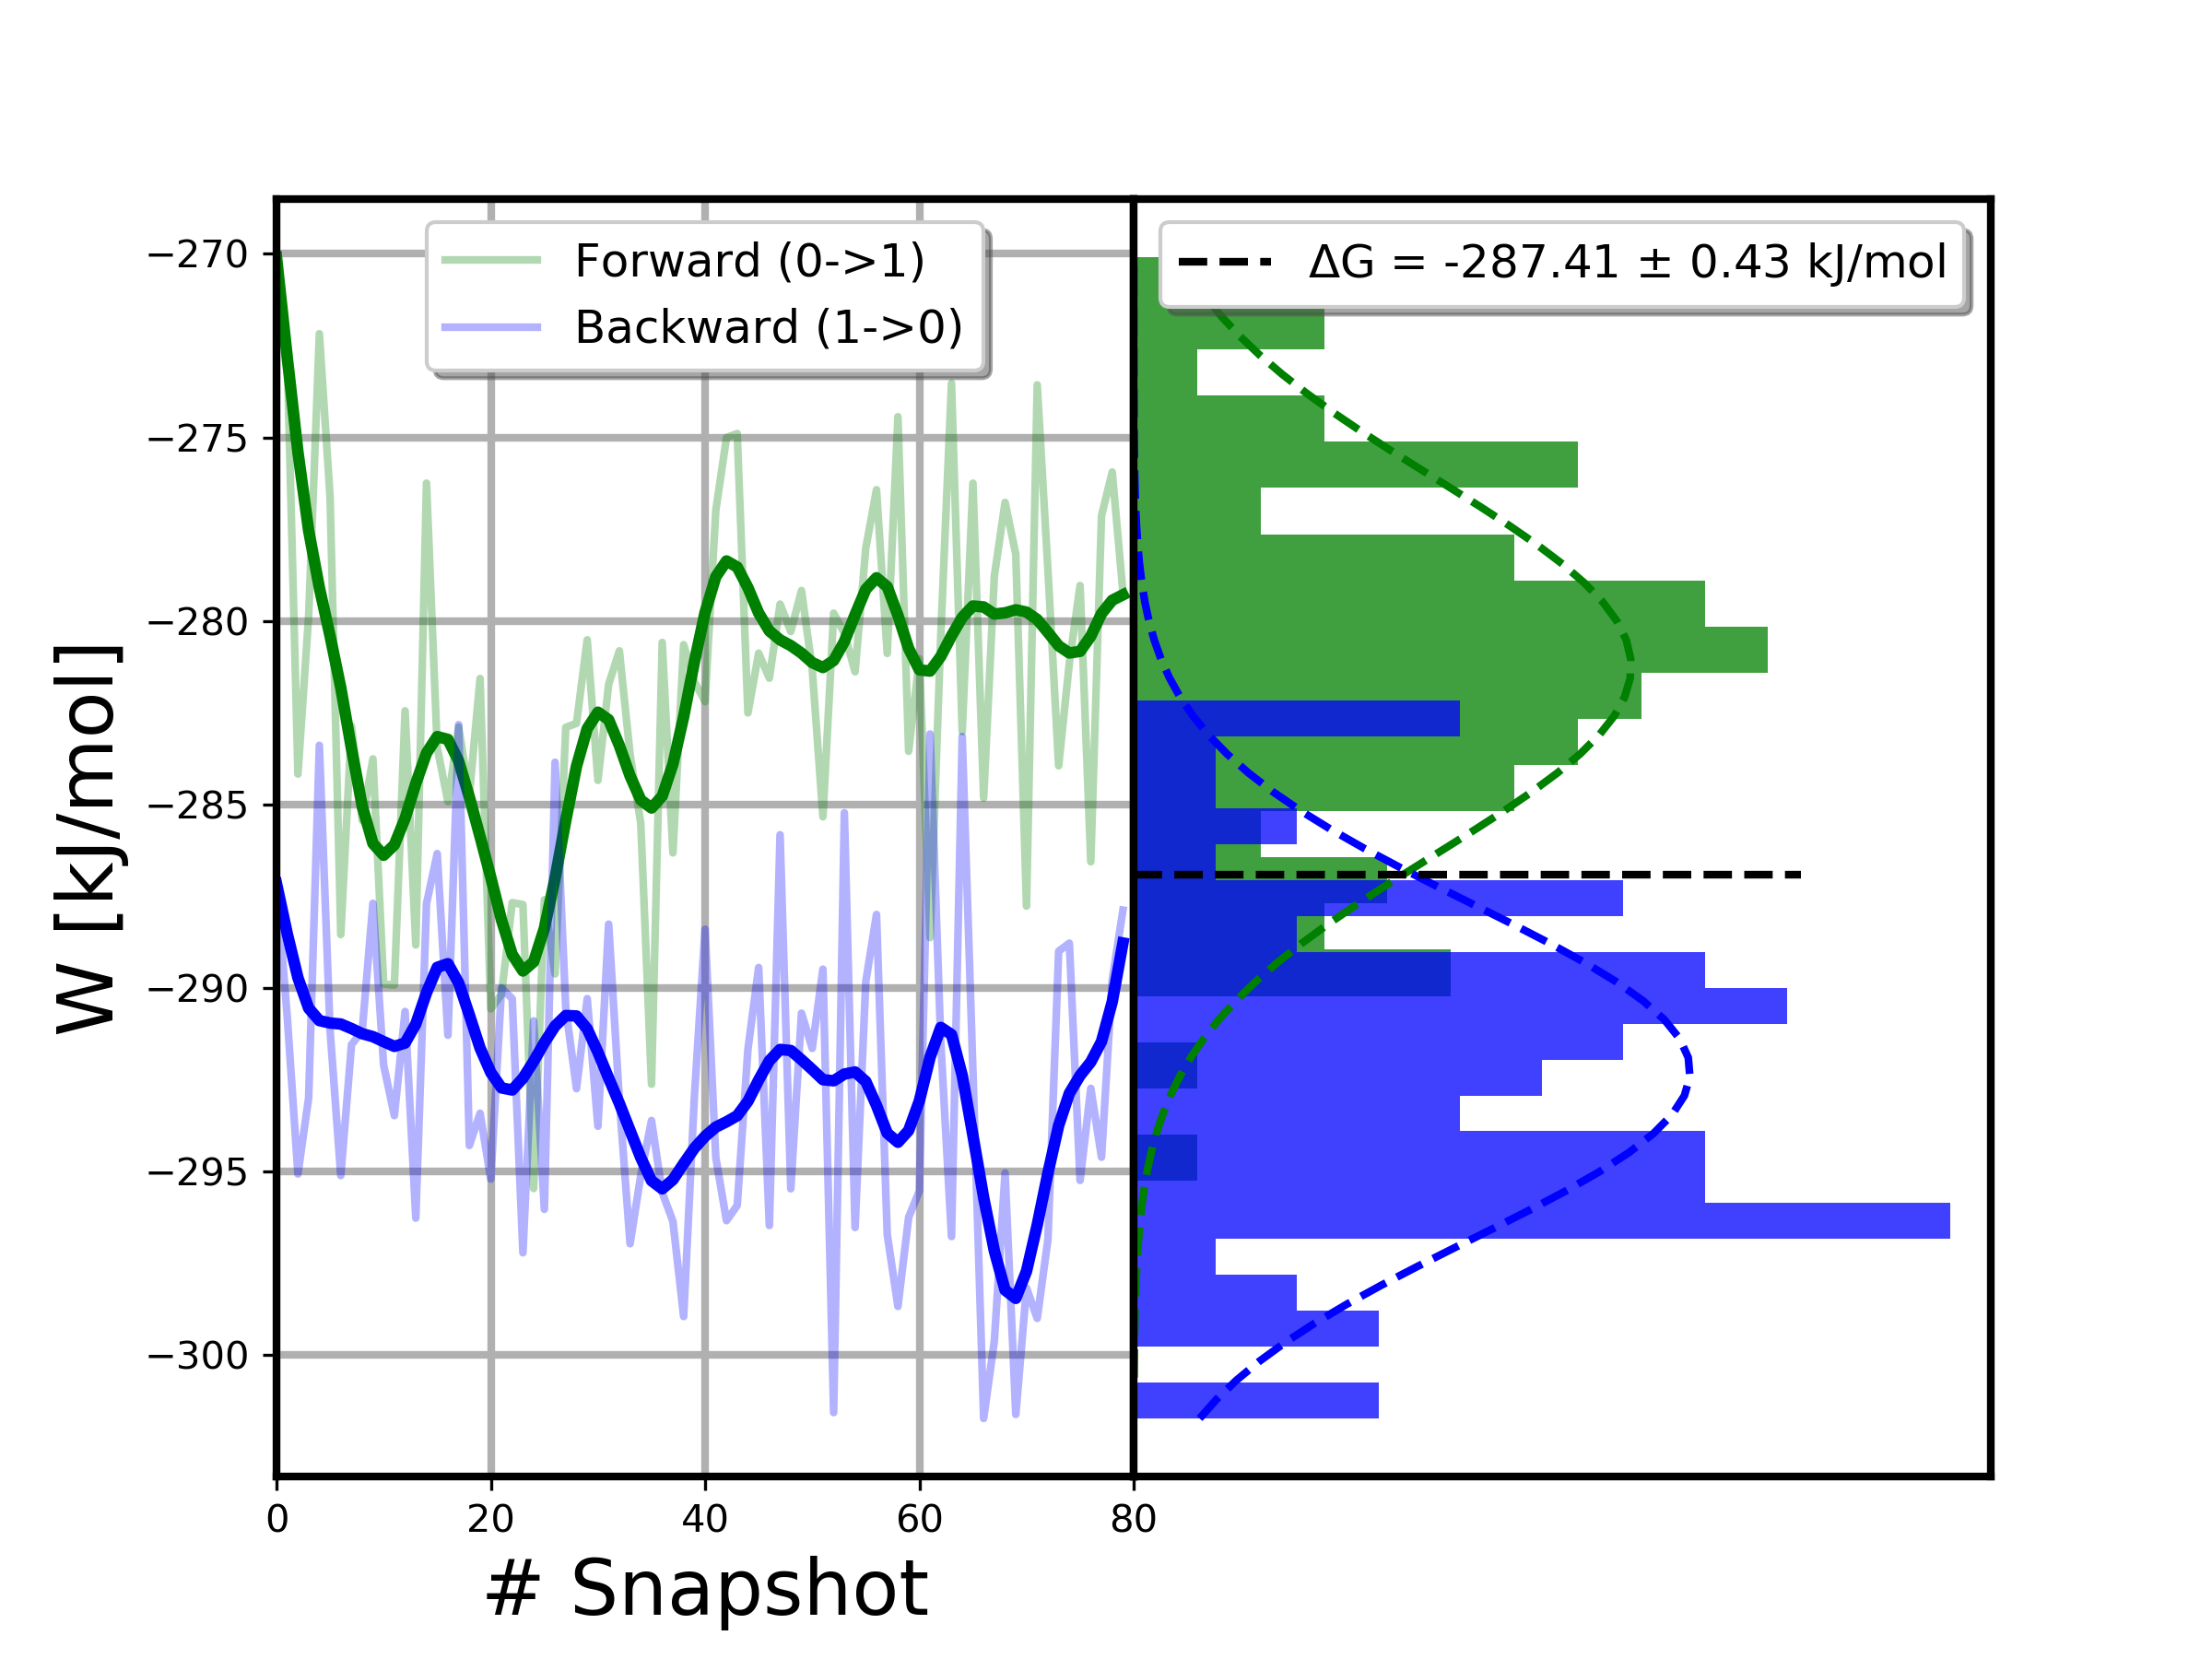 Forward (0->1)
Backward (1->0)
ΔG = -287.41 ± 0.43 kJ/mol
W [kJ/mol]
−270
−275
−280
−285
−290
−295
−300
0 20 40 60 80
# Snapshot